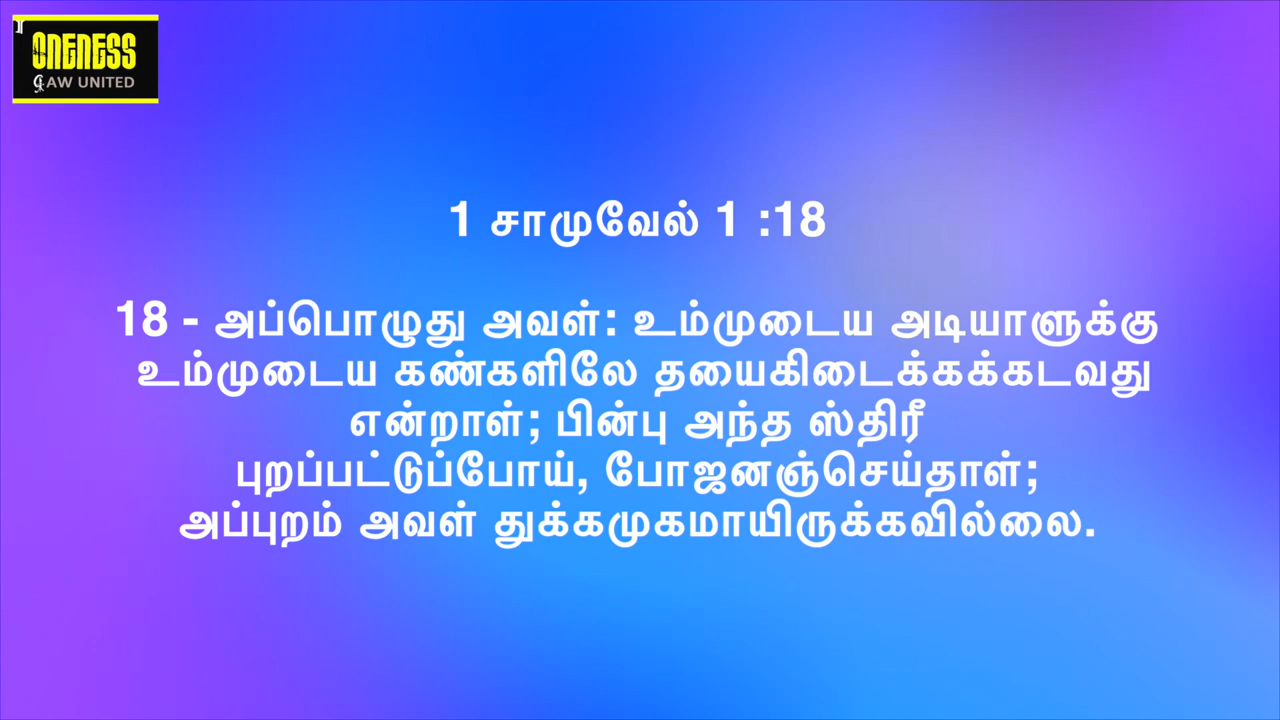 ONENESS
AW UNITED
1 சாமுவேல் 1 :18
18 - அப்பொழுது அவள்: உம்முடைய அடியாளுக்கு
உம்முடைய கண்களிலே தயைகிடைக்கக்கடவது
என்றாள்; பின்பு அந்த ஸ்திரீ
புறப்பட்டுப்போய், போஜனஞ்செய்தாள்;
அப்புறம் அவள் துக்கமுகமாயிருக்கவில்லை.